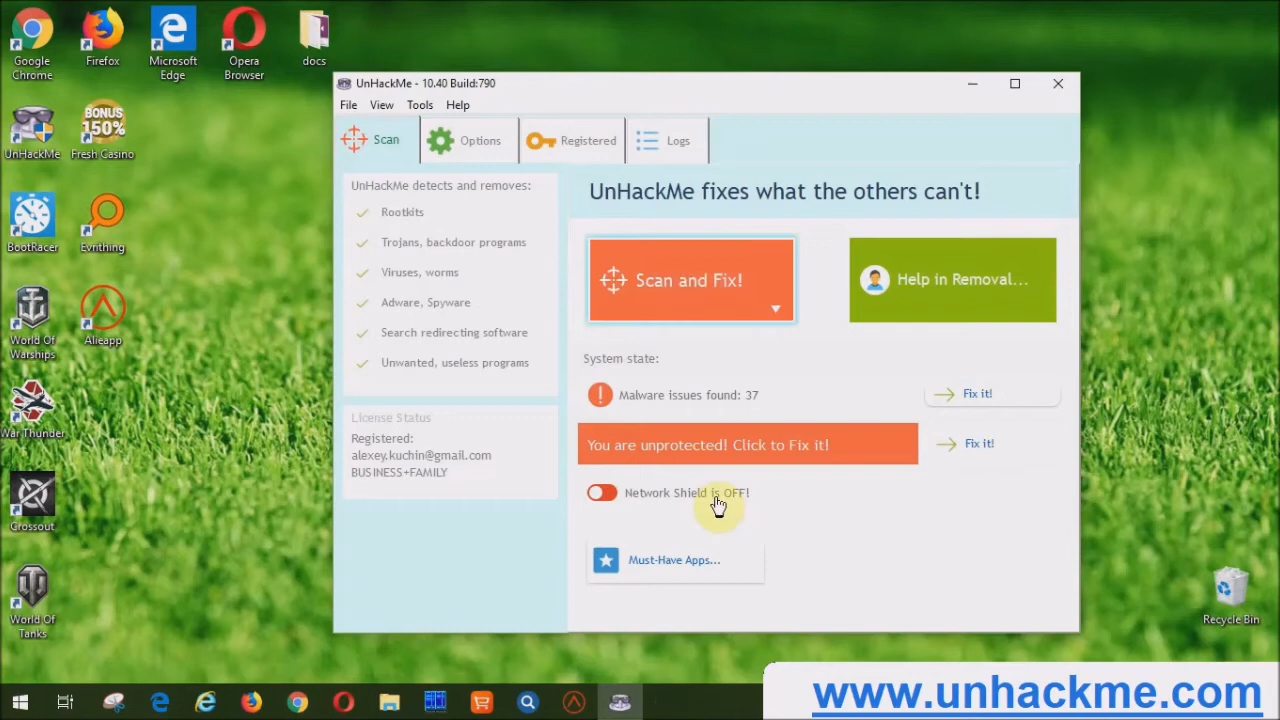 Google
Chrome
Firefox
Microsoft
Edge
Opera
Browser
docs
UnHackMe
BONUS
150%
Fresh Casino
BootRacer
Evrithing
World Of
Warships
Alieapp
War Thunder
Crossout
World Of
Tanks
UnHackMe - 10.40 Build:790
File View Tools Help
Scan Options Registered Logs
UnHackMe detects and removes:
Rootkits
Trojans, backdoor programs
Viruses, worms
Adware, Spyware
Search redirecting software
Unwanted, useless programs
License Status
Registered:
alexey.kuchin@gmail.com
BUSINESS+FAMILY
UnHackMe fixes what the others can't!
Scan and Fix!
Help in Removal...
System state:
Malware issues found: 37
Fix it!
You are unprotected! Click to Fix it!
Fix it!
Network Shield is OFF!
Must-Have Apps...
Recycle Bin
www.unhackme.com